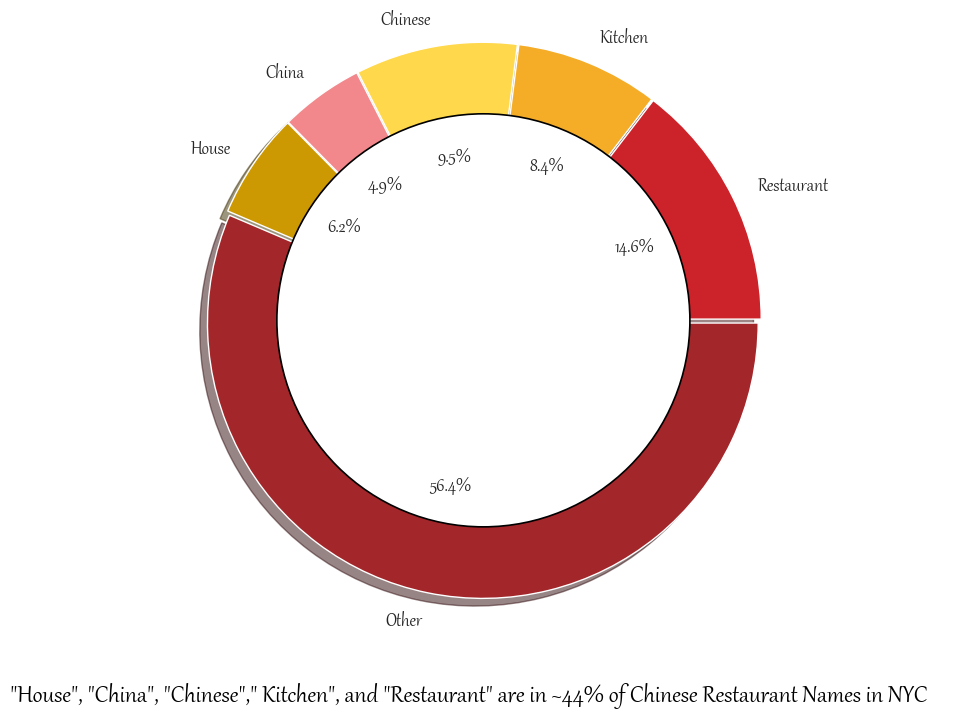 Chinese
Kitchen
China
House
Restaurant
9.5%
8.4%
4.9%
6.2%
14.6%
56.4%
Other
"House", "China", "Chinese"," Kitchen", and "Restaurant" are in ~44% of Chinese Restaurant Names in NYC